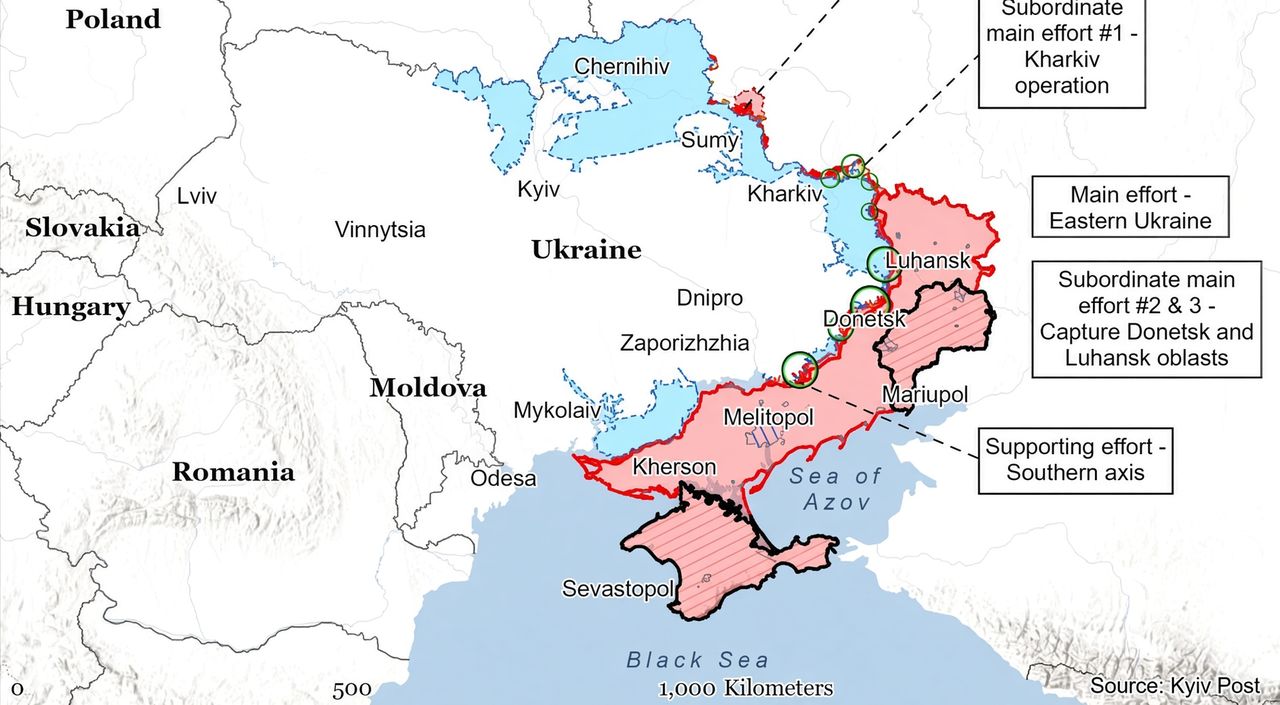 Poland
Subordinate
main effort #1 -
Kharkiv
operation
Chernihiv
Sumy
Kyiv
Kharkiv
Lviv
Slovakia
Vinnytsia
Ukraine
Main effort -
Eastern Ukraine
Luhansk
Hungary
Dnipro
Donetsk
Zaporizhzhia
Subordinate main
effort #2 & 3 -
Capture Donetsk and
Luhansk oblasts
Moldova
Mykolaiv
Melitopol
Mariupol
Supporting effort -
Southern axis
Romania
Odesa
Kherson
Sea of
Azov
Sevastopol
Black Sea
0
500
1,000 Kilometers
Source: Kyiv Post